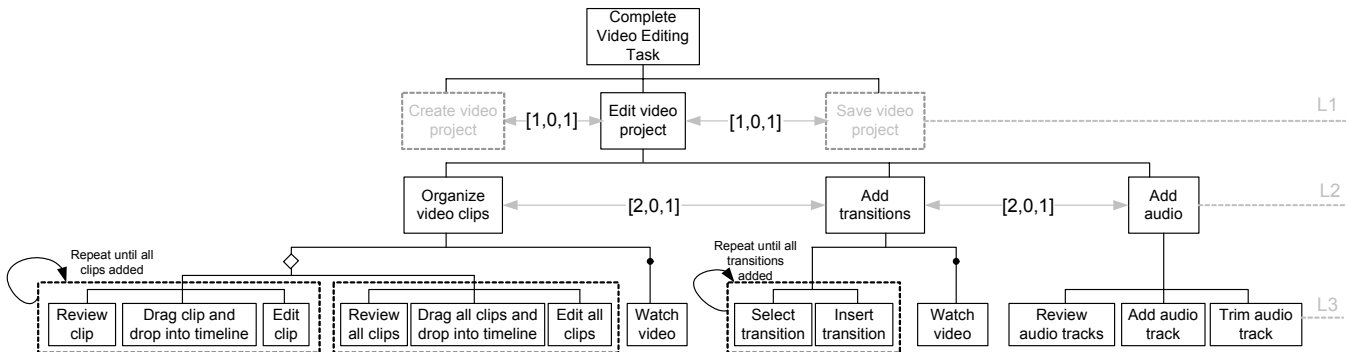 Complete
Video Editing
Task
Create video
project
[1,0,1]
Edit video
project
[1,0,1]
Save video
project
L1
Organize
video clips
[2,0,1]
Add
transitions
[2,0,1]
Add
audio
L2
Repeat until all
clips added
Repeat until all
transitions
added
Review
clip
Drag clip and
drop into timeline
Edit
clip
Review
all clips
Drag all clips and
drop into timeline
Edit all
clips
Watch
video
Select
transition
Insert
transition
Watch
video
Review
audio tracks
Add audio
track
Trim audio
track
L3